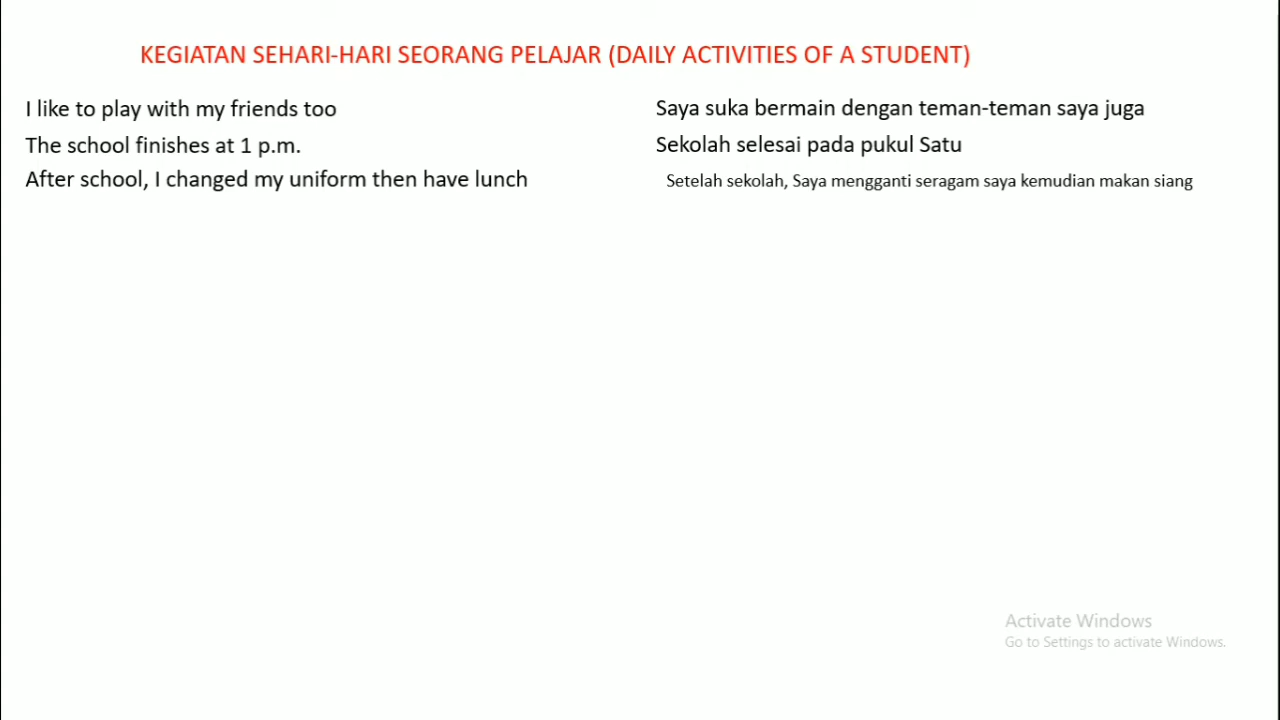 KEGIATAN SEHARI-HARI SEORANG PELAJAR (DAILY ACTIVITIES OF A STUDENT)
I like to play with my friends too
Saya suka bermain dengan teman-teman saya juga
The school finishes at 1 p.m.
Sekolah selesai pada pukul Satu
After school, I changed my uniform then have lunch
Setelah sekolah, Saya mengganti seragam saya kemudian makan siang
Activate Windows
Go to Settings to activate Windows.